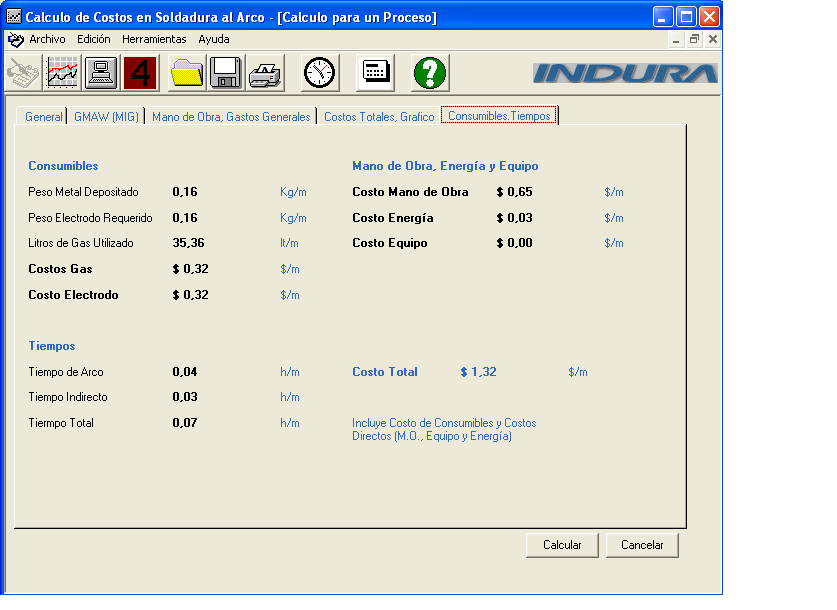 Calculo de Costos en Soldadura al Arco - [Calculo para un Proceso]
Archivo Edición Herramientas Ayuda
4 ? INDURA
General GMAW (MIG) Mano de Obra, Gastos Generales Costos Totales, Grafico Consumibles.Tiempos
Consumibles Mano de Obra, Energía y Equipo
Peso Metal Depositado 0,16 Kg/m Costo Mano de Obra $ 0,65 $/m
Peso Electrodo Requerido 0,16 Kg/m Costo Energía $ 0,03 $/m
Litros de Gas Utilizado 35,36 lt/m Costo Equipo $ 0,00 $/m
Costos Gas $ 0,32 $/m
Costo Electrodo $ 0,32 $/m
Tiempos
Tiempo de Arco 0,04 h/m Costo Total $ 1,32 $/m
Tiempo Indirecto 0,03 h/m
Tiermpo Total 0,07 h/m Incluye Costo de Consumibles y Costos
Directos (M.O., Equipo y Energía)
Calcular Cancelar